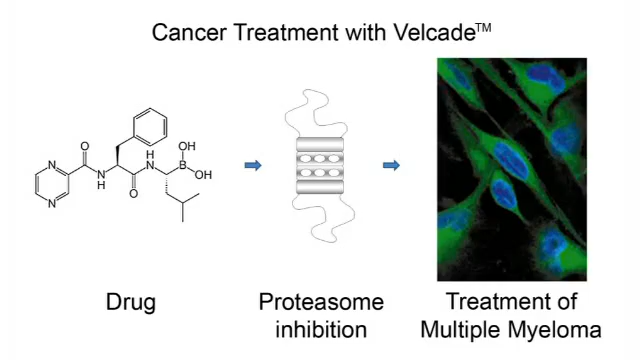 Cancer Treatment with Velcade™
O
N
N
N
H
O
H
N
B
OH
OH
Drug
Proteasome
inhibition
Treatment of
Multiple Myeloma